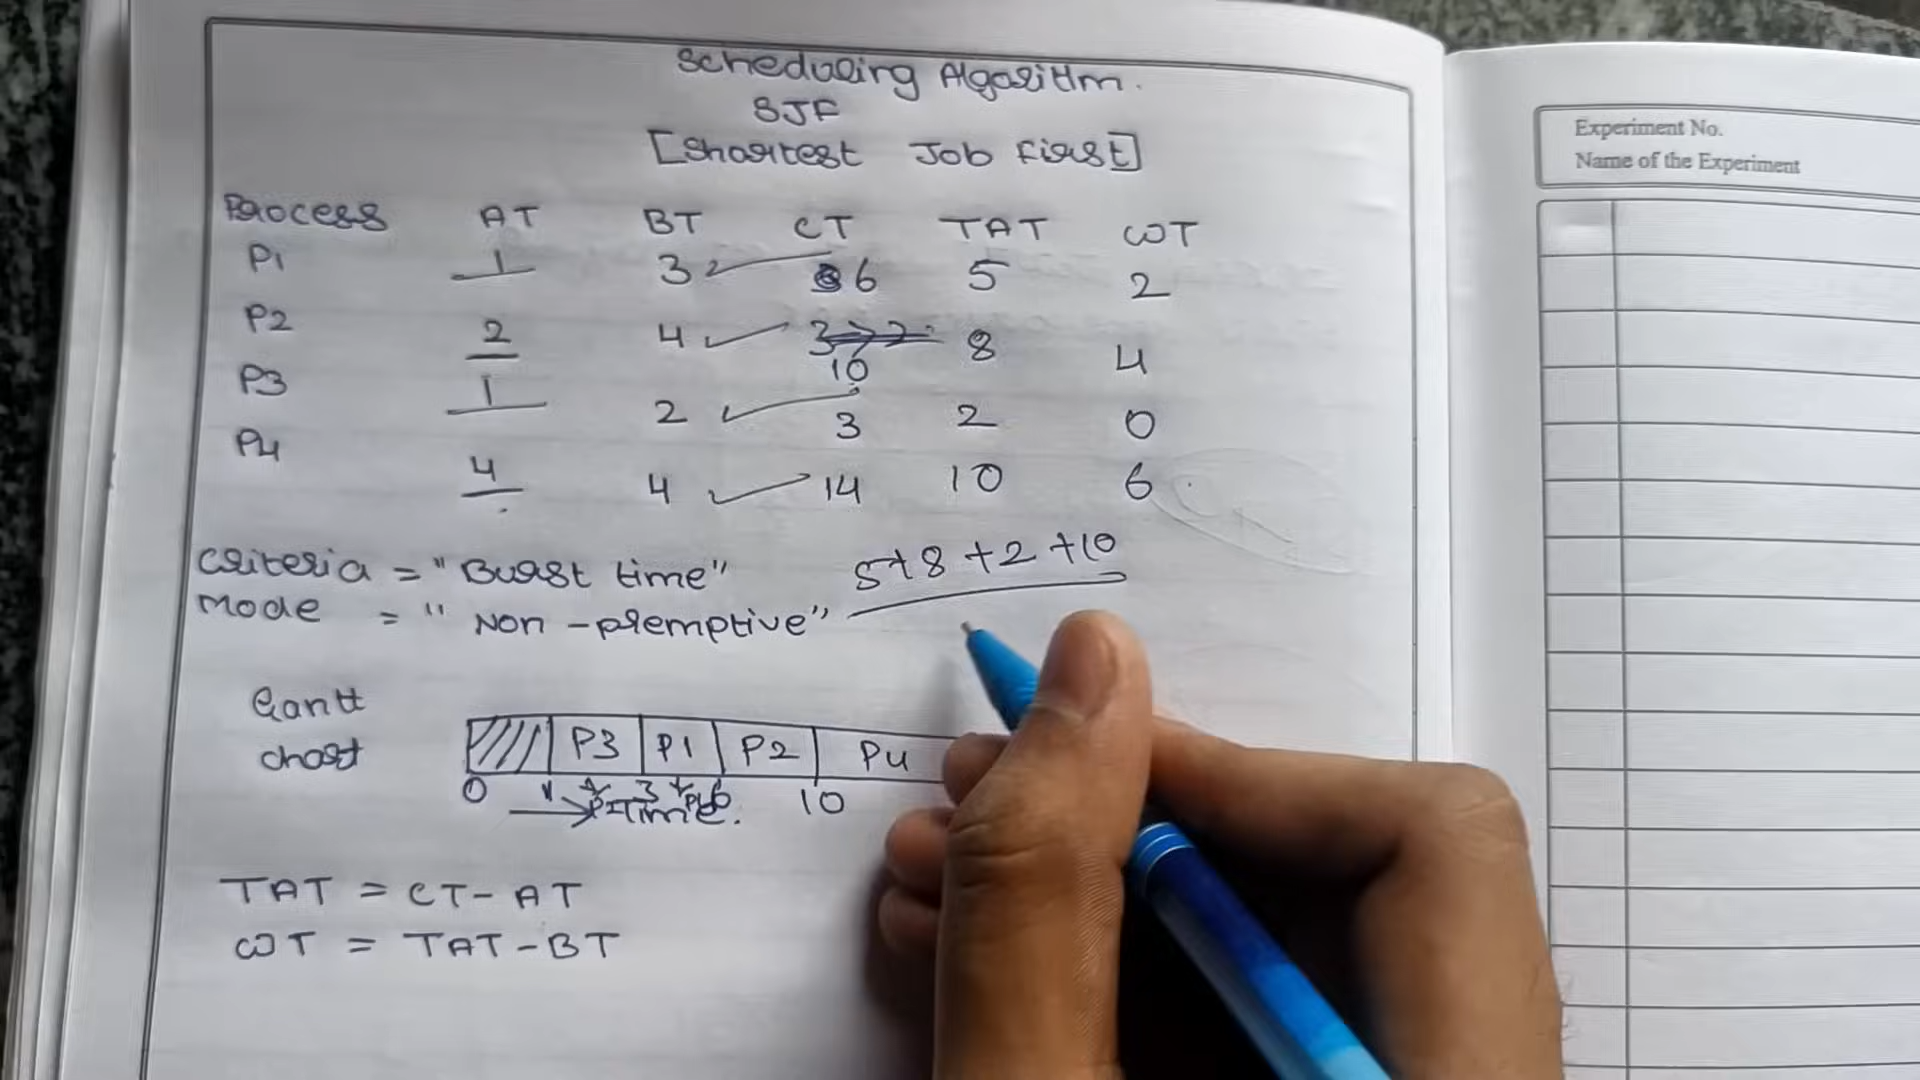 Scheduling Algorithm.
SJF
[Shortest Job First]
Process AT BT CT TAT WT
P1 1 3 6 5 2
P2 2 4 10 8 4
P3 1 2 3 2 0
P4 4 4 14 10 6
Criteria = "Burst time"
Mode = "Non-premptive"
5+8+2+10
Gantt
chart
P3 P1 P2 P4
0 1 3 6 10
Time.
TAT = CT-AT
WT = TAT-BT
Experiment No.
Name of the Experiment